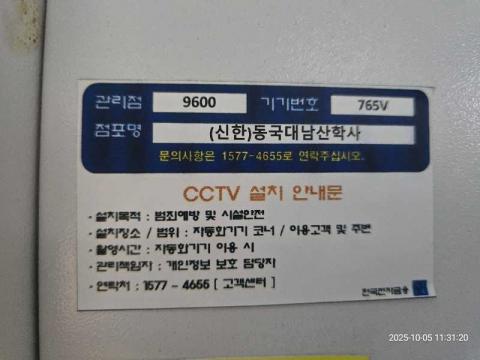 관리점 9600 기기번호 765V
점포명 (신한)동국대남산학사
문의사항은 1577-4655로 연락주십시오.
CCTV 설치 안내문
· 설치목적 : 범죄예방 및 시설안전
· 설치장소 / 범위 : 자동화기기 코너 / 이용고객 및 주변
· 촬영시간 : 자동화기기 이용 시
· 관리책임자 : 개인정보 보호 담당자
· 연락처 : 1577 - 4655 [ 고객센터 ]
한국전자금융
2025-10-05 11:31:20